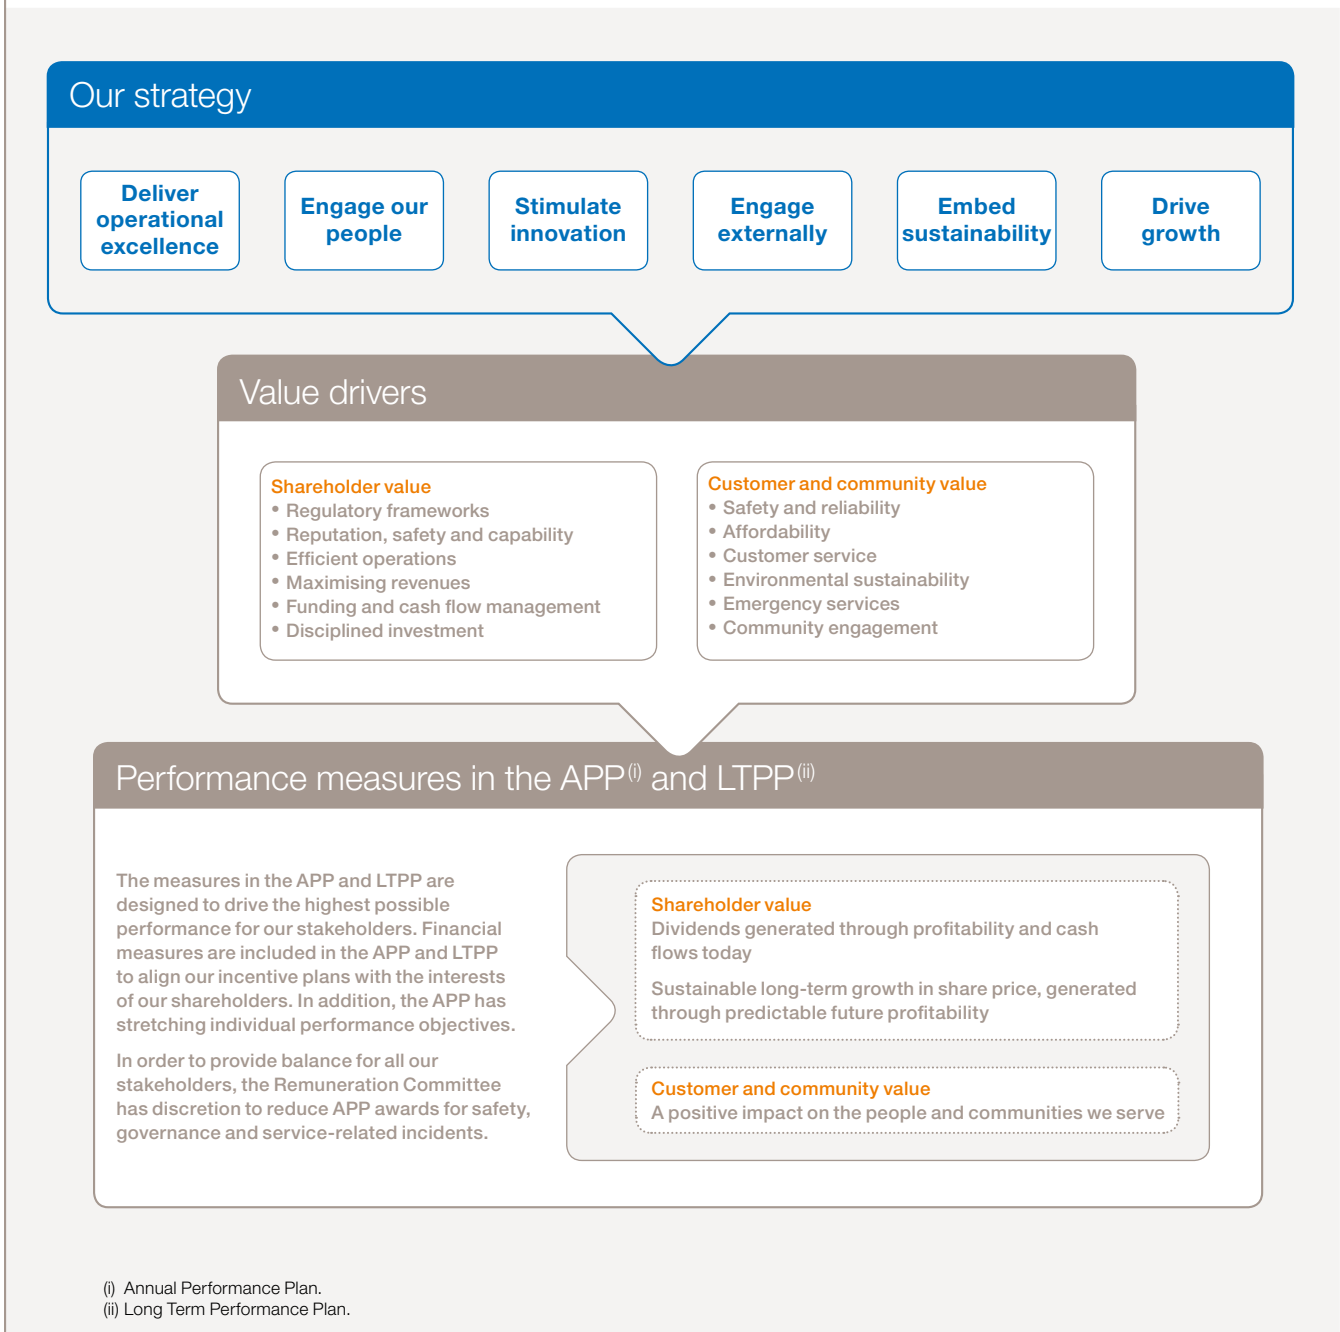 Our strategy
Deliver
operational
excellence
Engage our
people
Stimulate
innovation
Engage
externally
Embed
sustainability
Drive
growth
Value drivers
Shareholder value
• Regulatory frameworks
• Reputation, safety and capability
• Efficient operations
• Maximising revenues
• Funding and cash flow management
• Disciplined investment
Customer and community value
• Safety and reliability
• Affordability
• Customer service
• Environmental sustainability
• Emergency services
• Community engagement
Performance measures in the APP(i) and LTPP(ii)
The measures in the APP and LTPP are
designed to drive the highest possible
performance for our stakeholders. Financial
measures are included in the APP and LTPP
to align our incentive plans with the interests
of our shareholders. In addition, the APP has
stretching individual performance objectives.
In order to provide balance for all our
stakeholders, the Remuneration Committee
has discretion to reduce APP awards for safety,
governance and service-related incidents.
Shareholder value
Dividends generated through profitability and cash
flows today
Sustainable long-term growth in share price, generated
through predictable future profitability
Customer and community value
A positive impact on the people and communities we serve
(i) Annual Performance Plan.
(ii) Long Term Performance Plan.